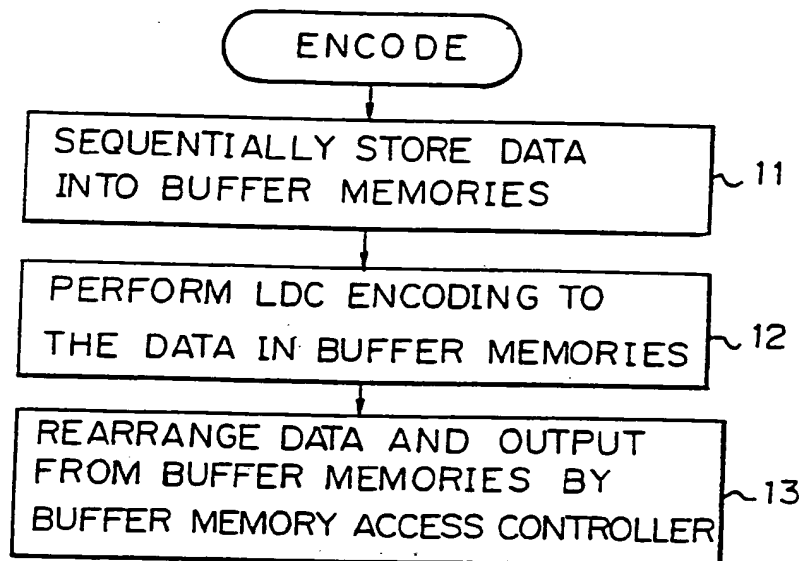 ENCODE
SEQUENTIALLY STORE DATA
INTO BUFFER MEMORIES
11
PERFORM LDC ENCODING TO
THE DATA IN BUFFER MEMORIES
12
REARRANGE DATA AND OUTPUT
FROM BUFFER MEMORIES BY
BUFFER MEMORY ACCESS CONTROLLER
13